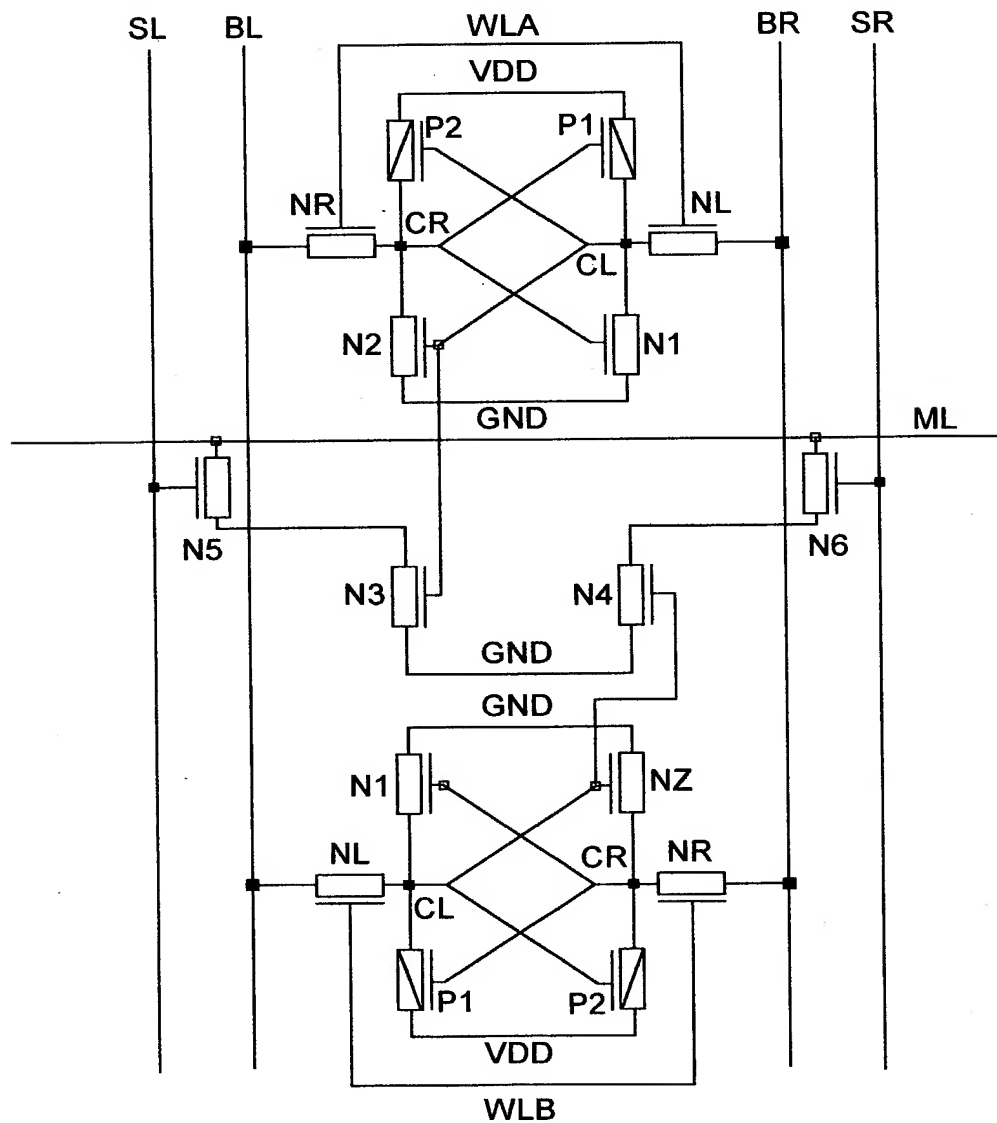 SL BL WLA BR SR
VDD
P2 P1
NR NL
CR
CL
N2 N1
GND
ML
N5 N6
N3 N4
GND
GND
N1 NZ
NL CR NR
CL
P1 P2
VDD
WLB